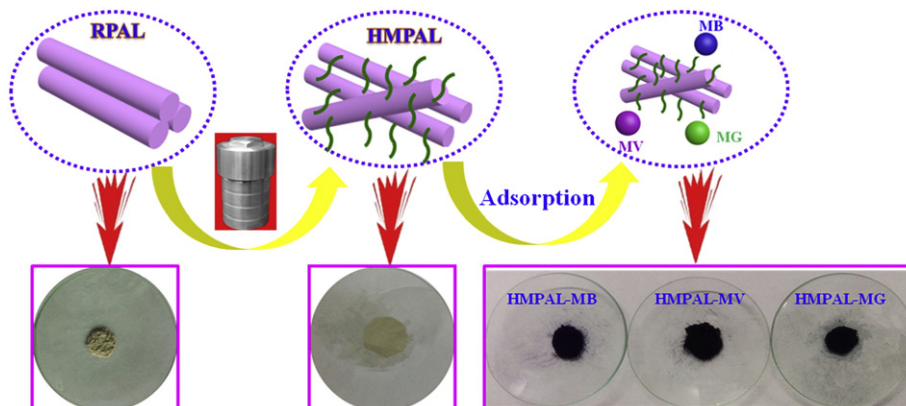 RPAL
HMPAL
MB
MV
MG
Adsorption
HMPAL-MB
HMPAL-MV
HMPAL-MG